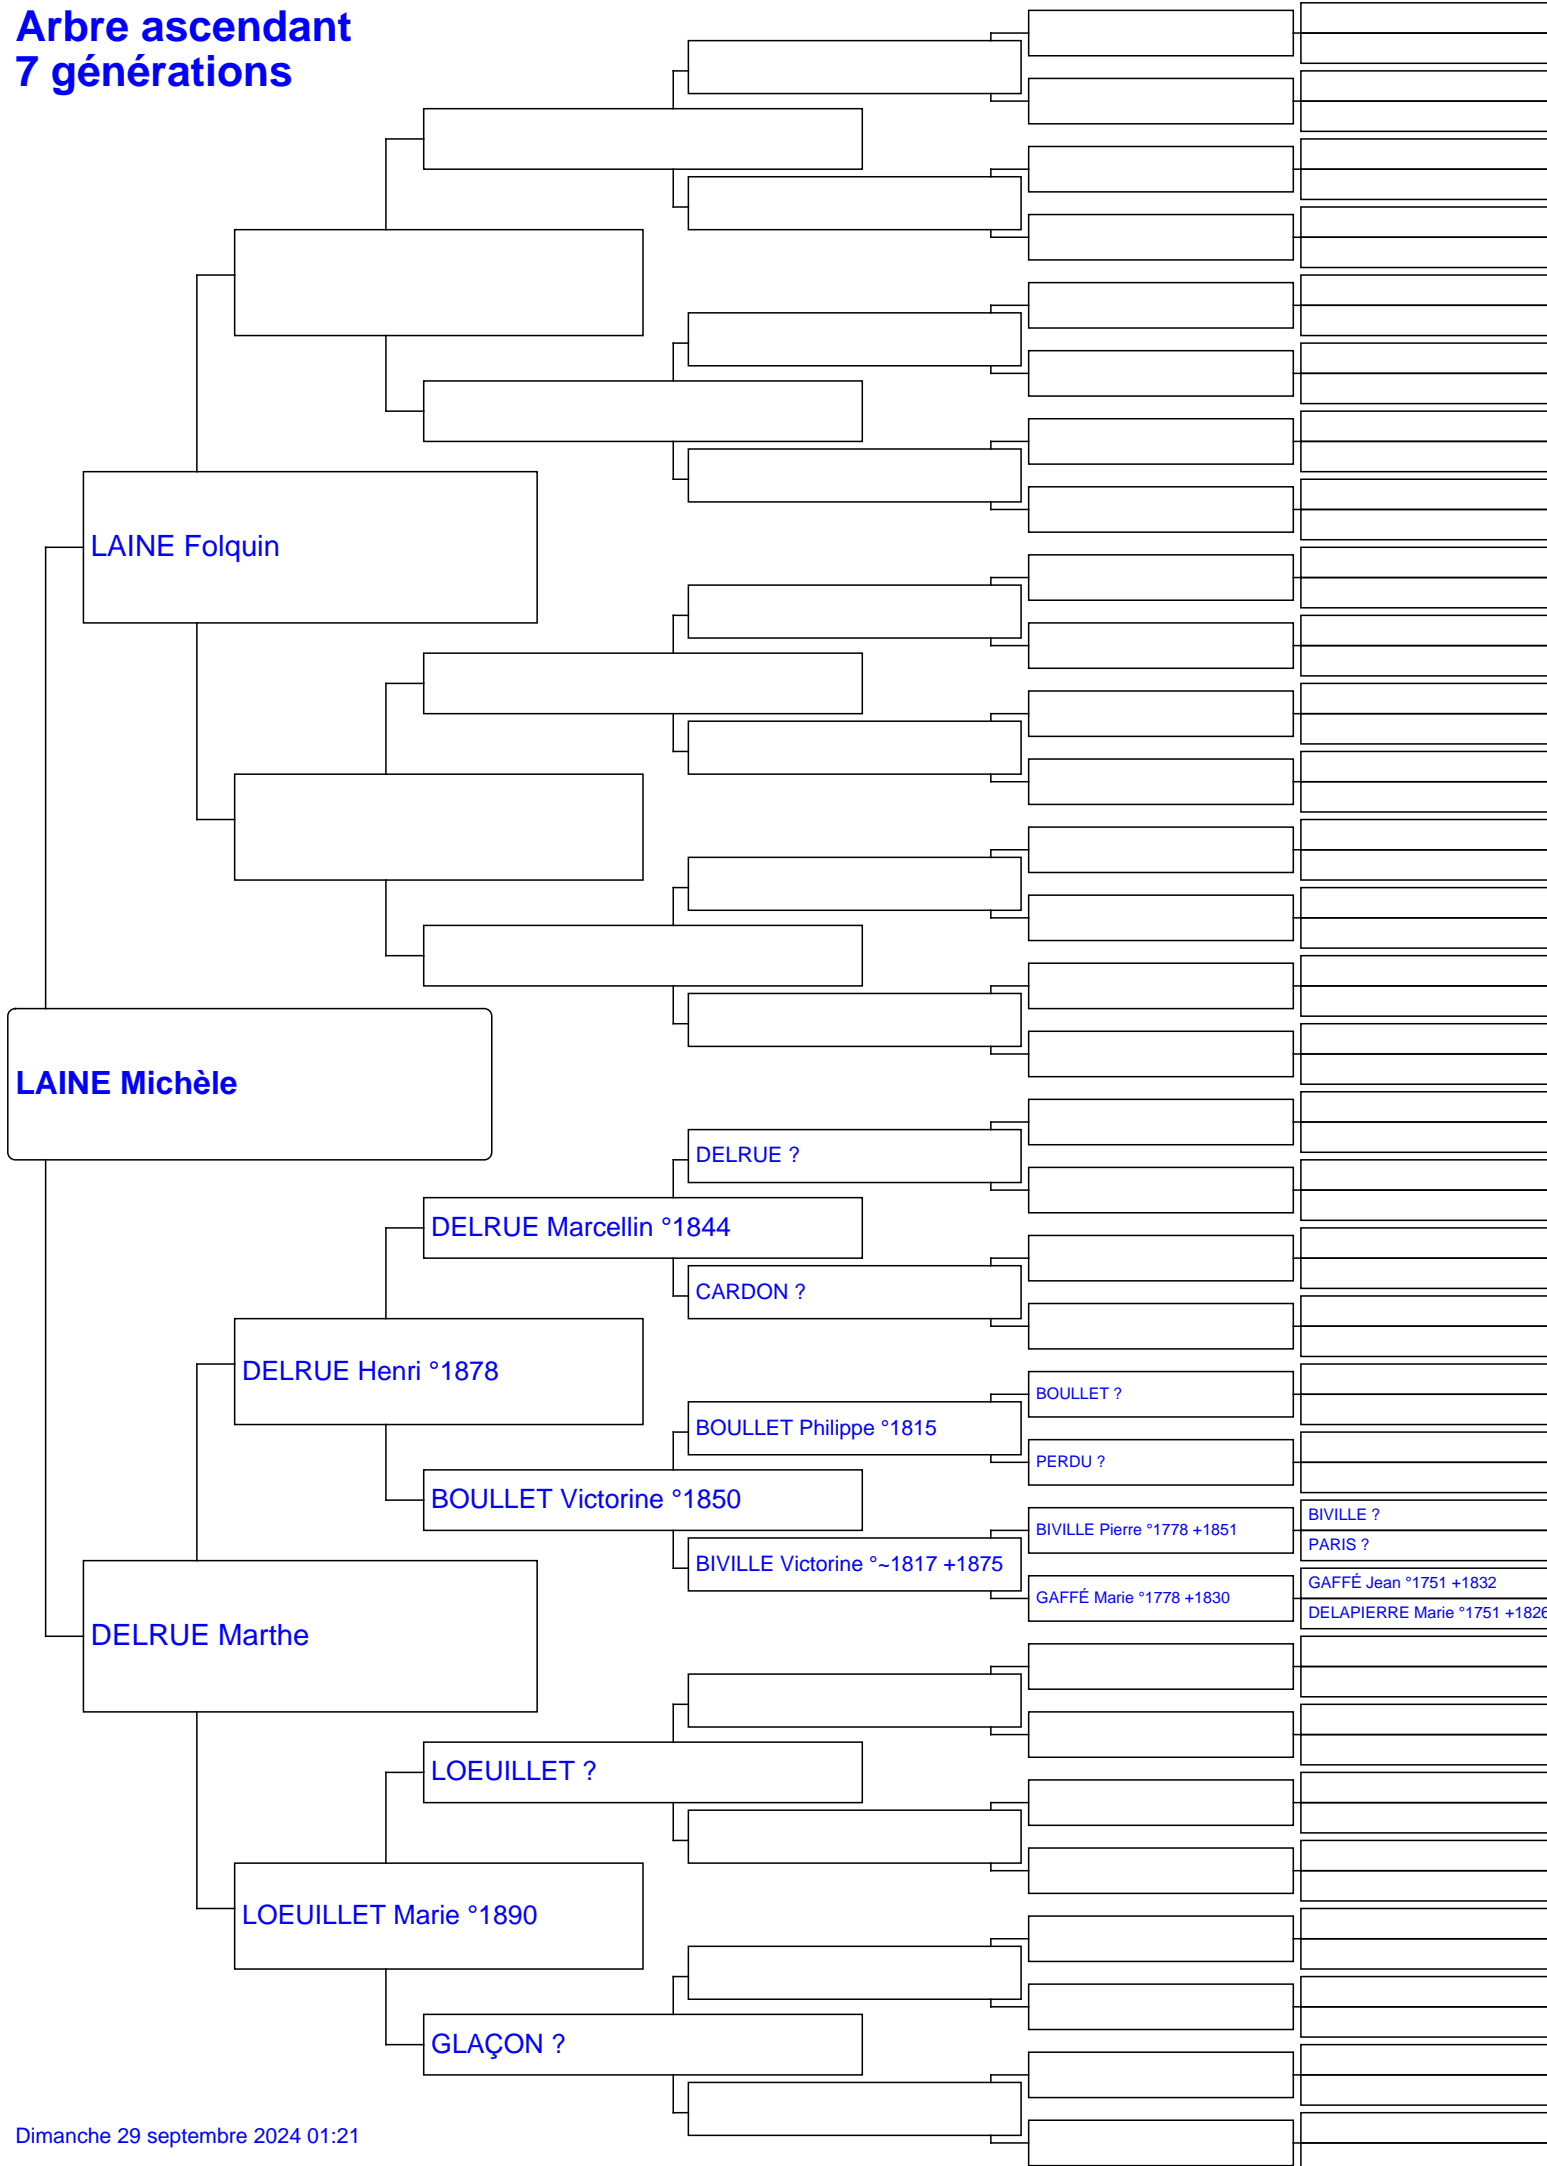 Arbre ascendant
7 générations
LAINE Folquin
LAINE Michèle
DELRUE ?
DELRUE Marcellin °1844
CARDON ?
DELRUE Henri °1878
BOULLET ?
BOULLET Philippe °1815
PERDU ?
BOULLET Victorine °1850
BIVILLE ?
BIVILLE Pierre °1778 +1851
PARIS ?
BIVILLE Victorine °~1817 +1875
GAFFÉ Jean °1751 +1832
GAFFÉ Marie °1778 +1830
DELAPIERRE Marie °1751 +1826
DELRUE Marthe
LOEUILLET ?
LOEUILLET Marie °1890
GLAÇON ?
Dimanche 29 septembre 2024 01:21